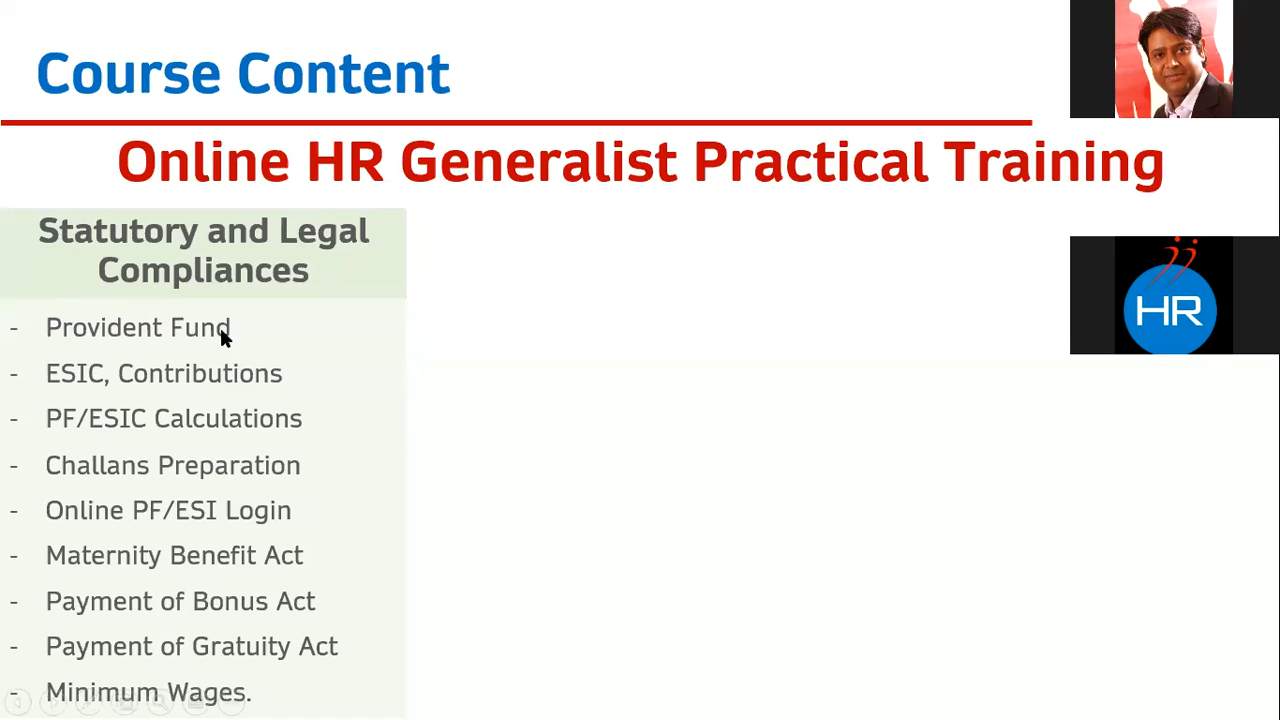 Course Content
Online HR Generalist Practical Training
Statutory and Legal
Compliances
- Provident Fund
- ESIC, Contributions
- PF/ESIC Calculations
- Challans Preparation
- Online PF/ESI Login
- Maternity Benefit Act
- Payment of Bonus Act
- Payment of Gratuity Act
- Minimum Wages.
HR